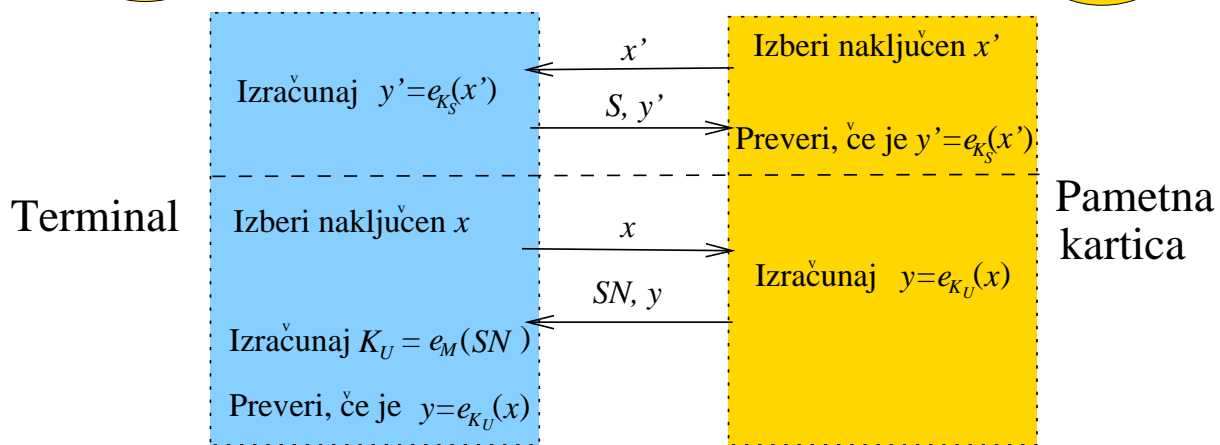 x’
Izberi naključen x’
Izračunaj y’=e_{K_S}(x’)
S, y’
Preveri, če je y’=e_{K_S}(x’)
Terminal
Pametna
kartica
Izberi naključen x
x
Izračunaj y=e_{K_U}(x)
SN, y
Izračunaj K_U = e_M(SN )
Preveri, če je y=e_{K_U}(x)